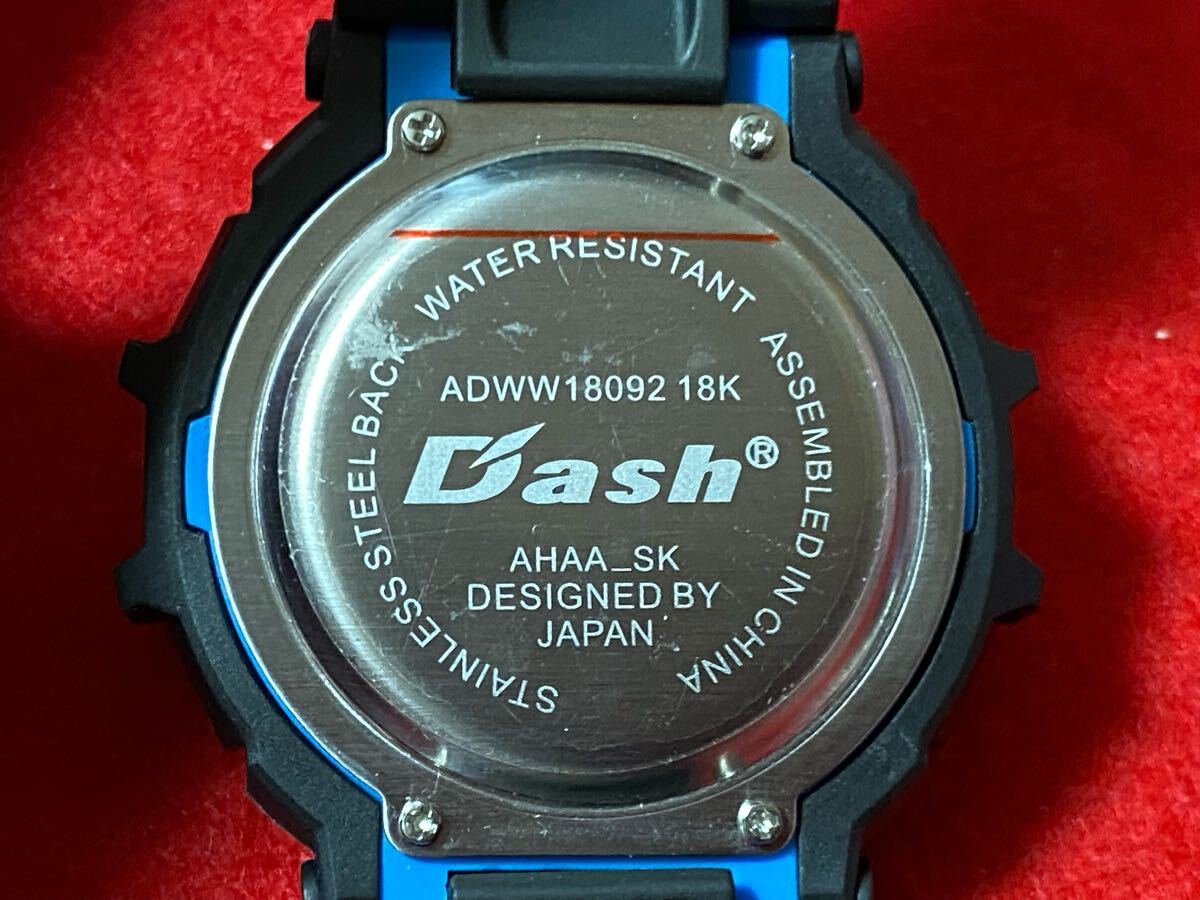 WATER RESISTANT
ASSEMBLED IN CHINA
STAINLESS STEEL BACK
ADWW18092 18K
Dash®
AHAA_SK
DESIGNED BY
JAPAN